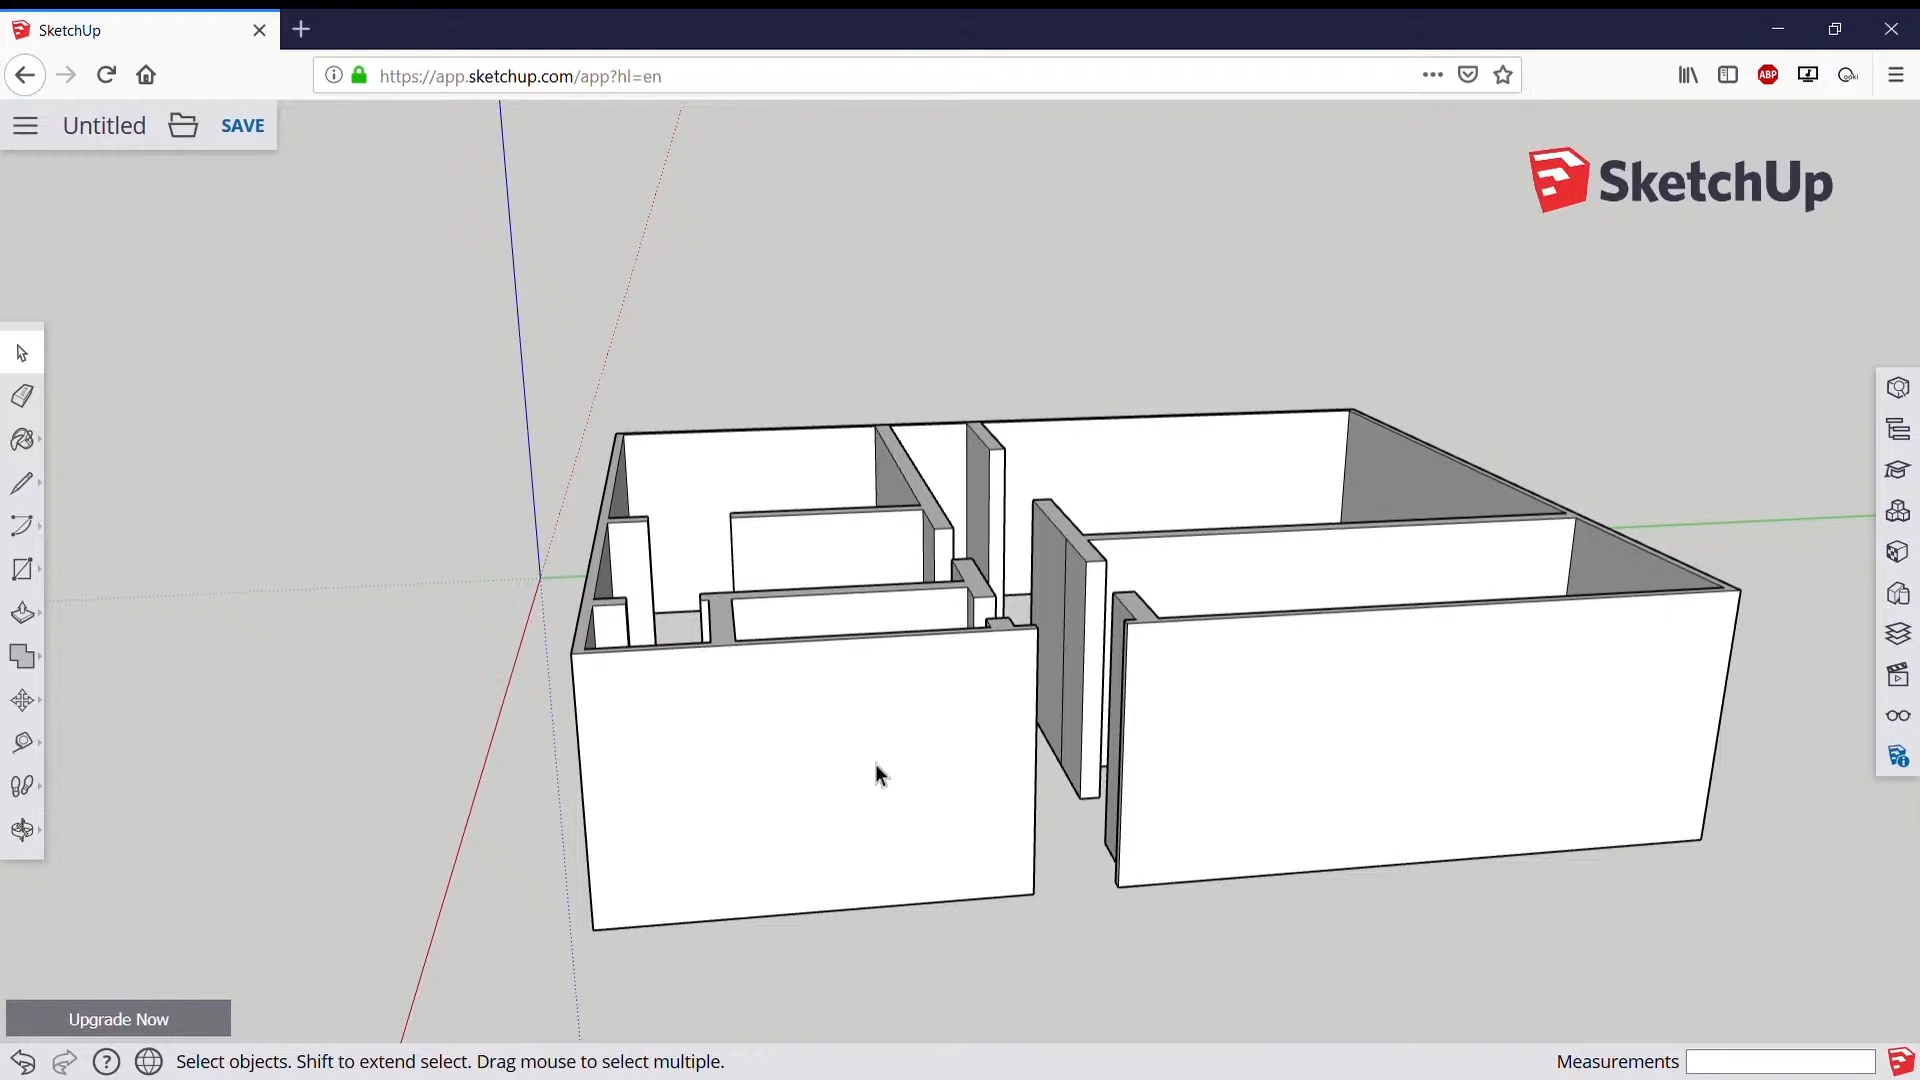 SketchUp
https://app.sketchup.com/app?hl=en
ABP
Untitled
SAVE
SketchUp
Upgrade Now
Select objects. Shift to extend select. Drag mouse to select multiple.
Measurements